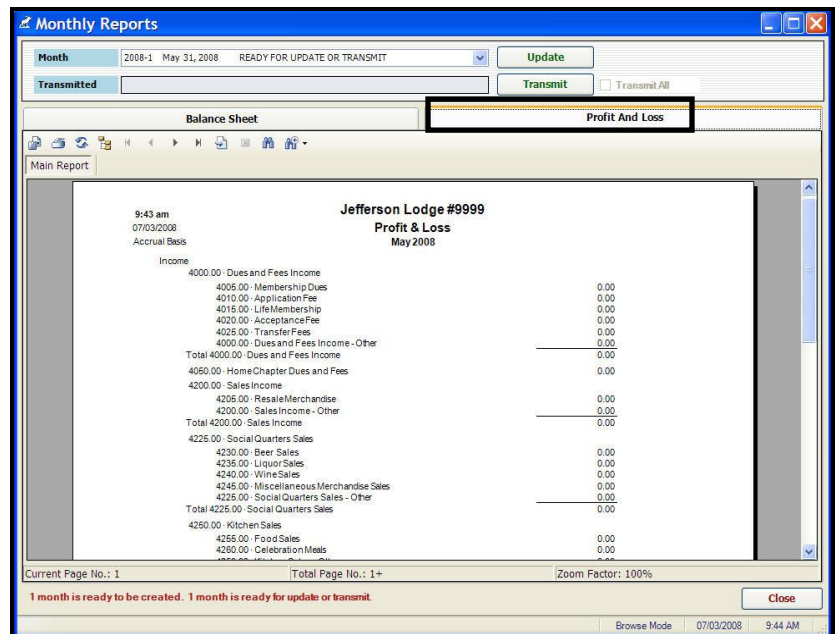 Monthly Reports
Month 2008-1 May 31, 2008 READY FOR UPDATE OR TRANSMIT Update
Transmitted Transmit Transmit All
Balance Sheet Profit And Loss
Main Report
9:43 am Jefferson Lodge #9999
07/03/2008 Profit & Loss
Accrual Basis May 2008
Income
4000.00 · Dues and Fees Income
4005.00 · Membership Dues 0.00
4010.00 · Application Fee 0.00
4015.00 · Life Membership 0.00
4020.00 · Acceptance Fee 0.00
4025.00 · Transfer Fees 0.00
4000.00 · Dues and Fees Income - Other 0.00
Total 4000.00 · Dues and Fees Income 0.00
4050.00 · Home Chapter Dues and Fees 0.00
4200.00 · Sales Income
4205.00 · Resale Merchandise 0.00
4200.00 · Sales Income - Other 0.00
Total 4200.00 · Sales Income 0.00
4225.00 · Social Quarters Sales
4230.00 · Beer Sales 0.00
4235.00 · Liquor Sales 0.00
4240.00 · Wine Sales 0.00
4245.00 · Miscellaneous Merchandise Sales 0.00
4225.00 · Social Quarters Sales - Other 0.00
Total 4225.00 · Social Quarters Sales 0.00
4250.00 · Kitchen Sales
4255.00 · Food Sales 0.00
4260.00 · Celebration Meals 0.00
Current Page No.: 1 Total Page No.: 1+ Zoom Factor: 100%
1 month is ready to be created. 1 month is ready for update or transmit. Close
Browse Mode 07/03/2008 9:44 AM